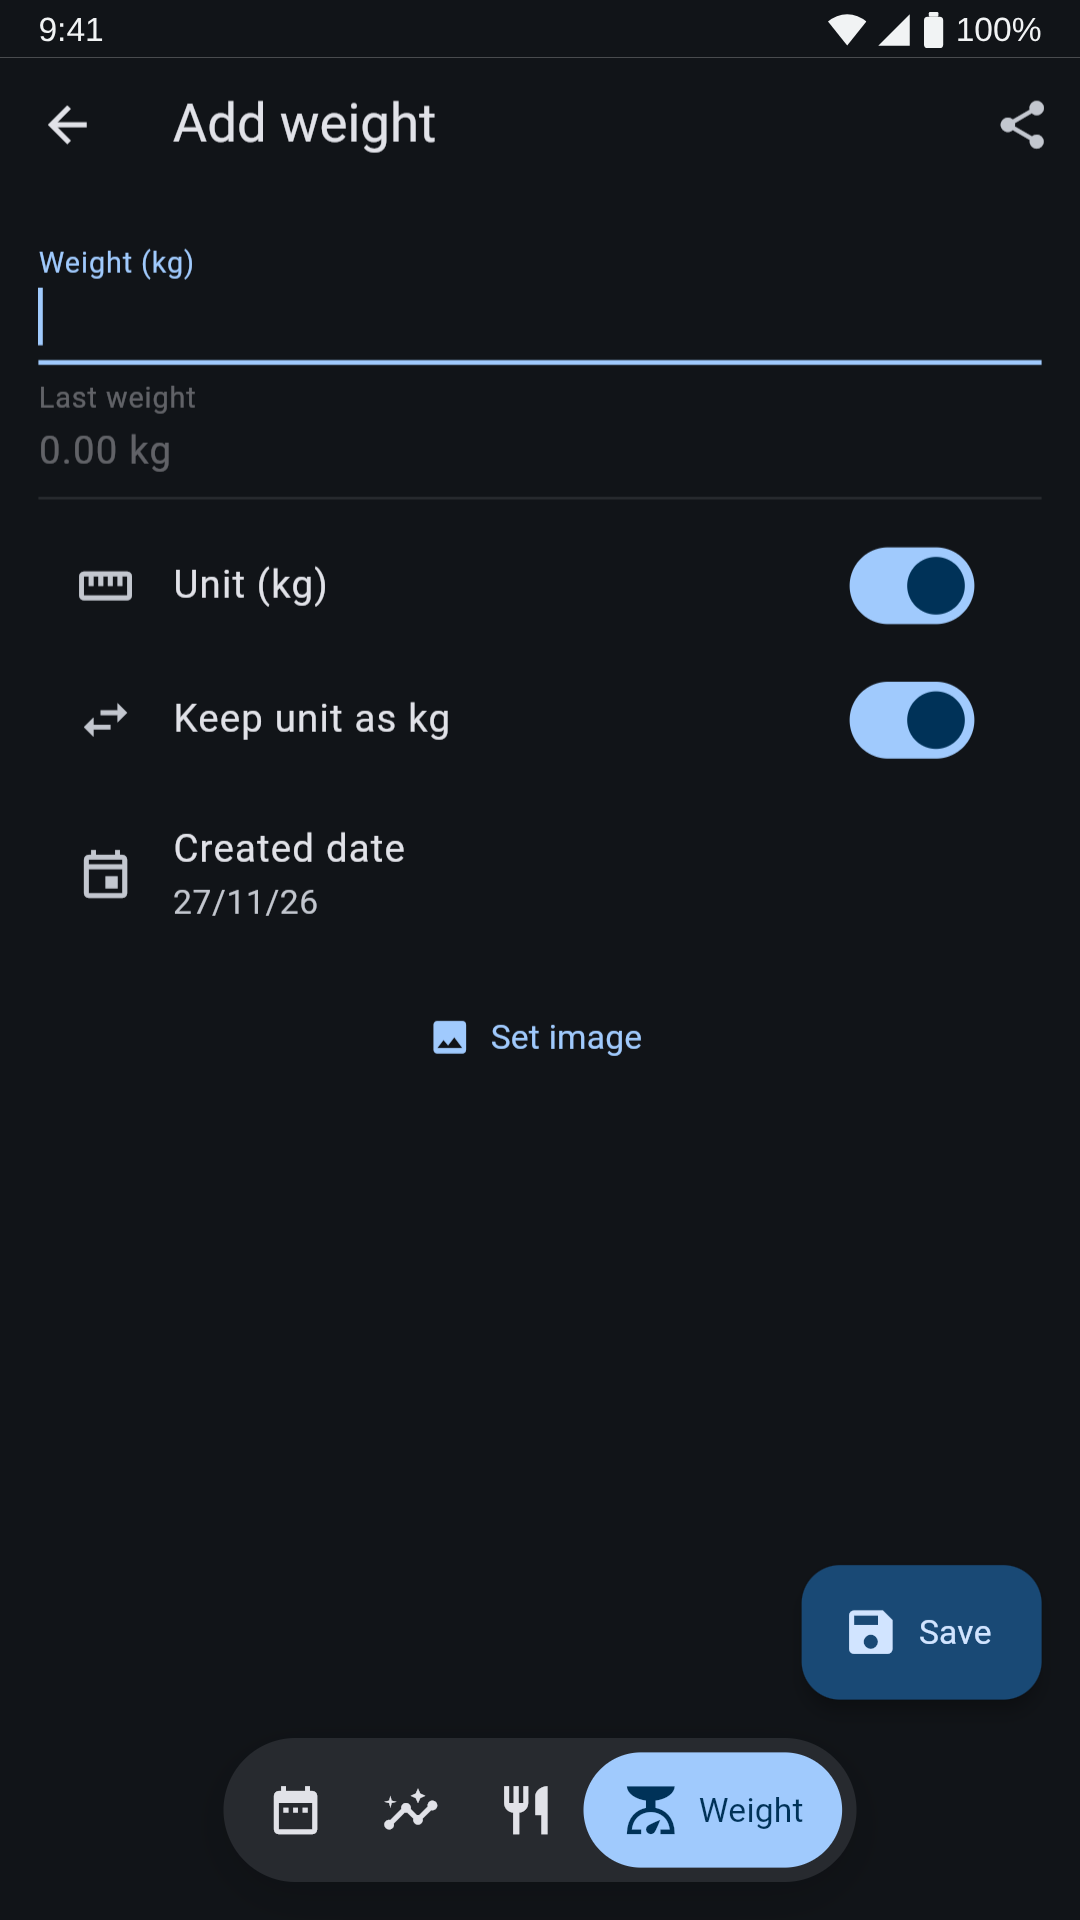 9:41
100%
Add weight
Weight (kg)
Last weight
0.00 kg
Unit (kg)
Keep unit as kg
Created date
27/11/26
Set image
Save
Weight